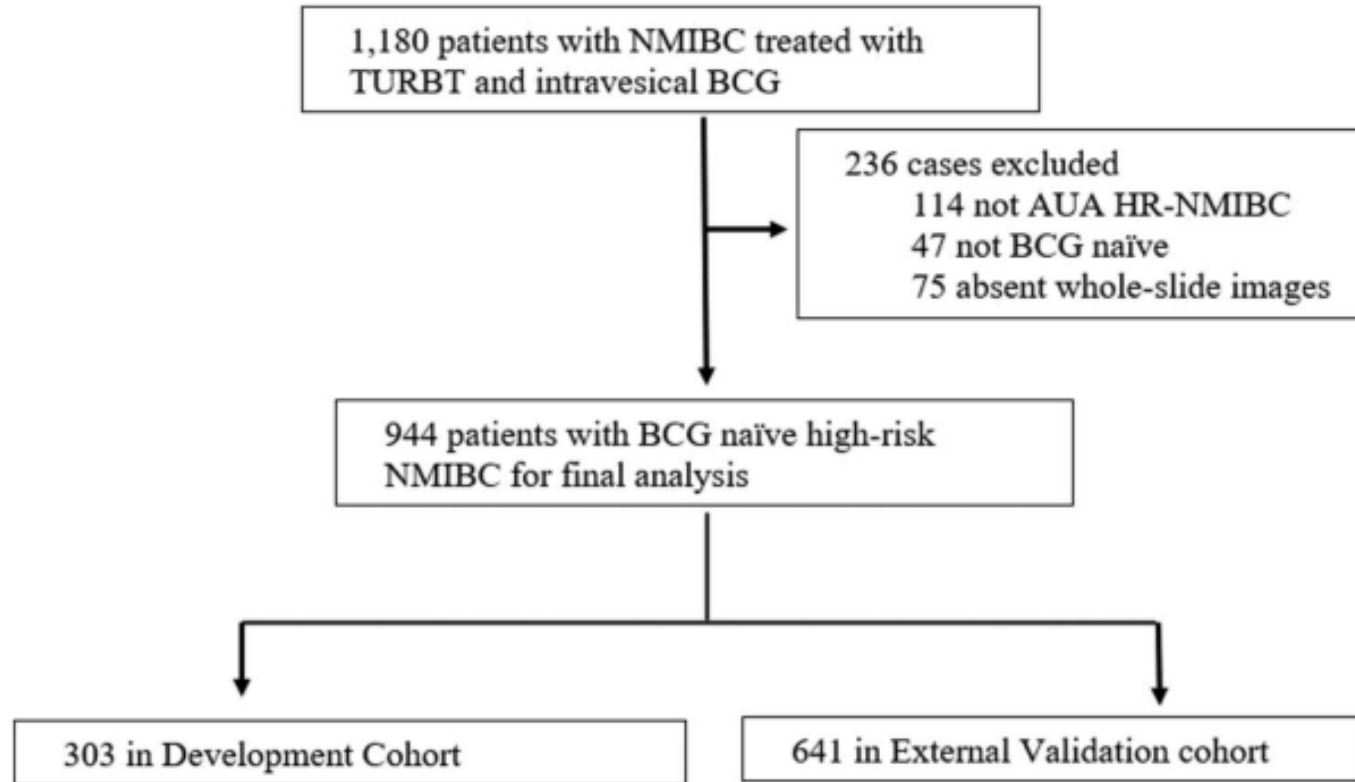 1,180 patients with NMIBC treated with
TURBT and intravesical BCG
236 cases excluded
114 not AUA HR-NMIBC
47 not BCG naïve
75 absent whole-slide images
944 patients with BCG naïve high-risk
NMIBC for final analysis
303 in Development Cohort
641 in External Validation cohort